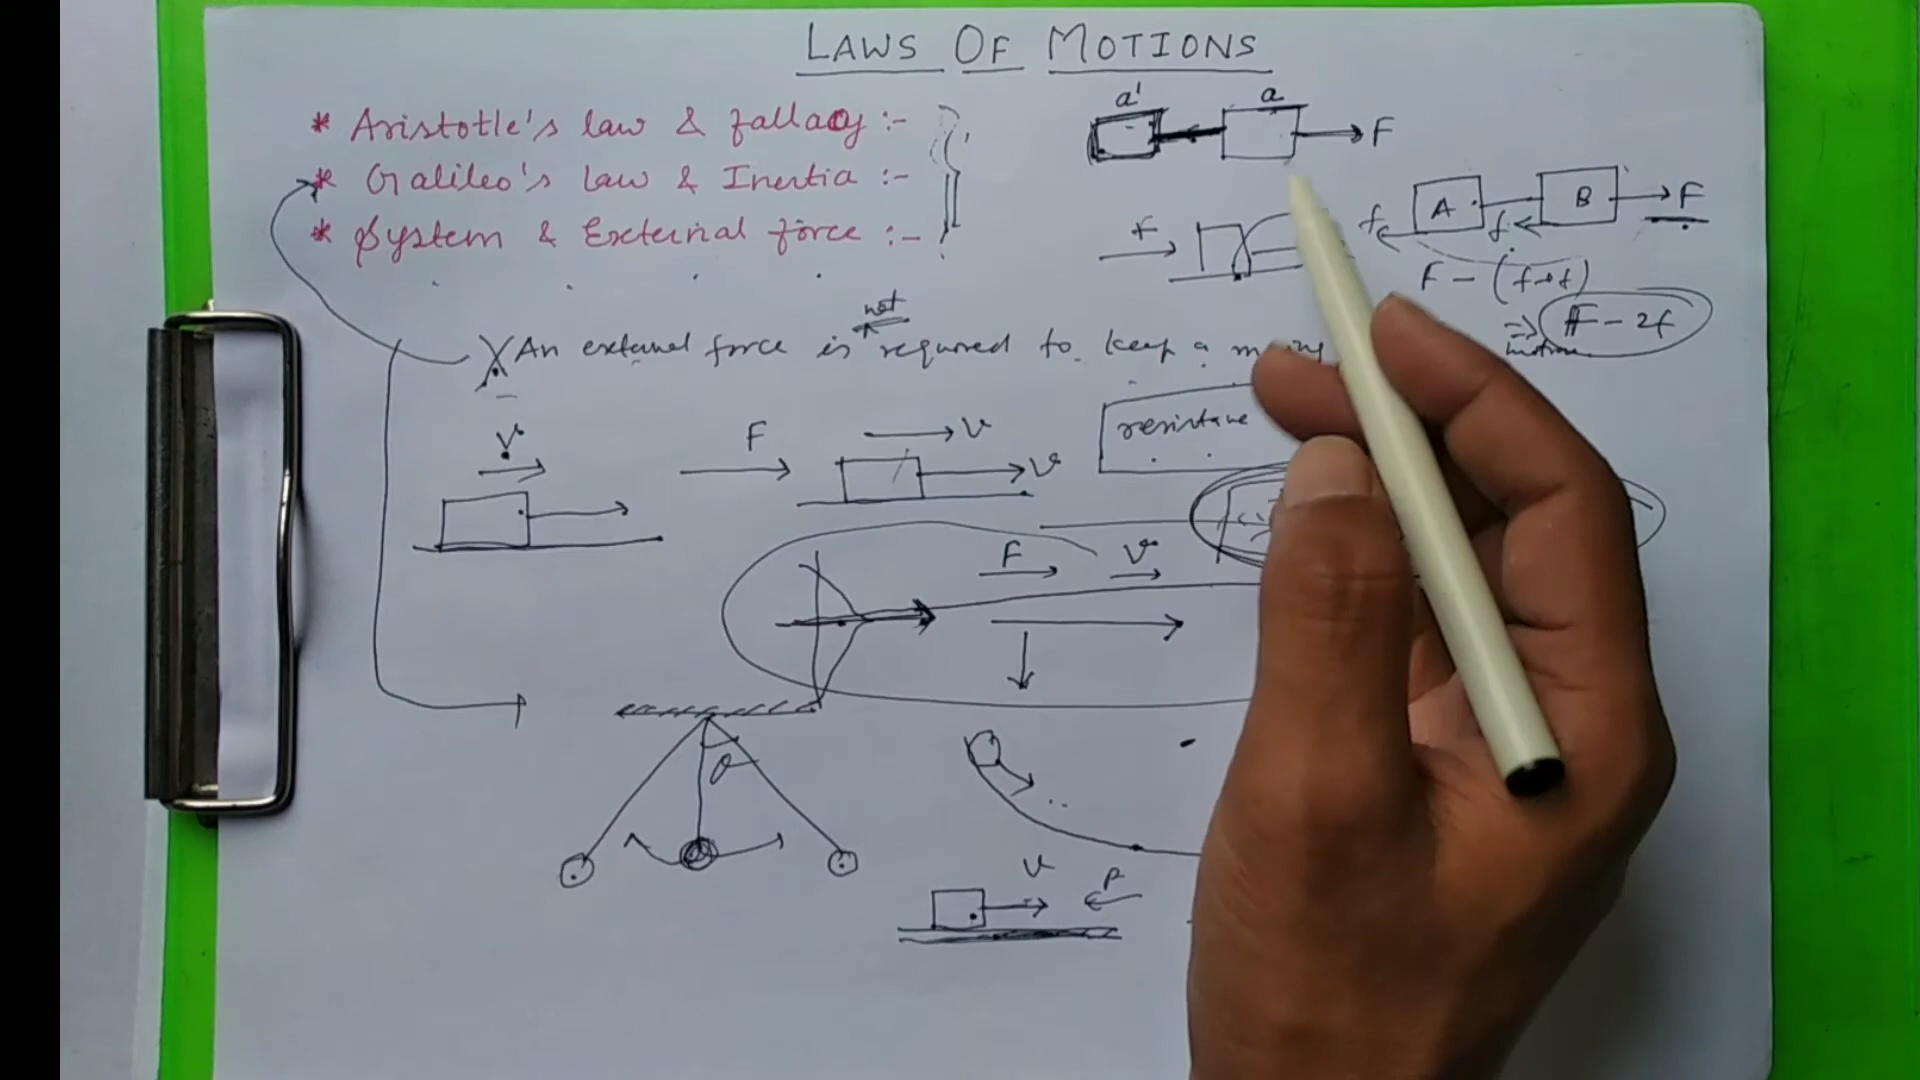 LAWS OF MOTIONS
* Aristotle's law & fallacy :-
* Galileo's Law & Inertia :-
* System & External force :-
a' a
F
A B F
f f
F
F - (f+f)
⇒ F - 2f
not
An external force is required to keep a
motion
resistance
V
F
V
V
F V
θ
V P